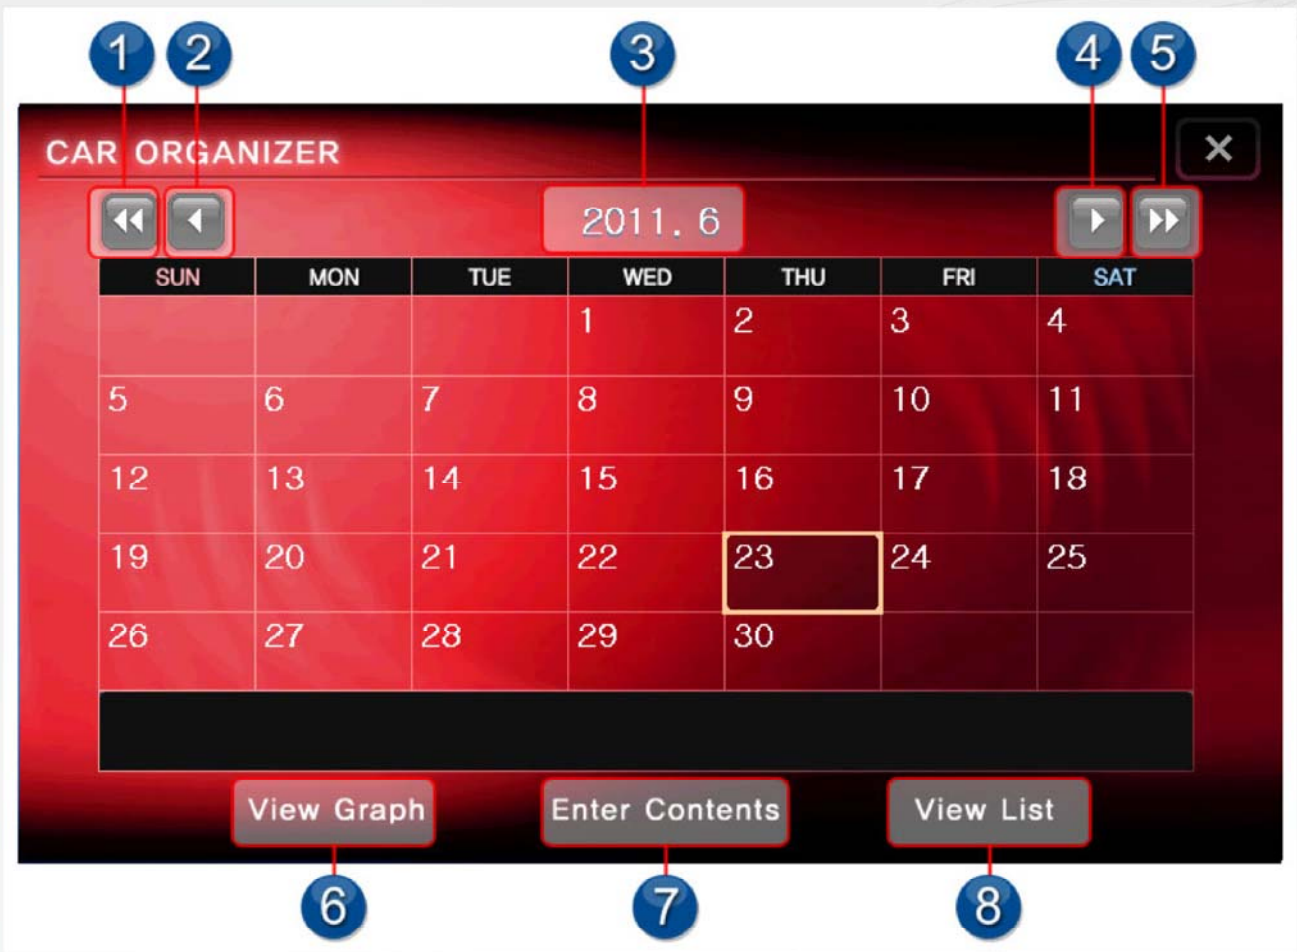 1 2 3 4 5
CAR ORGANIZER
2011. 6
SUN MON TUE WED THU FRI SAT
1 2 3 4
5 6 7 8 9 10 11
12 13 14 15 16 17 18
19 20 21 22 23 24 25
26 27 28 29 30
View Graph Enter Contents View List
6 7 8